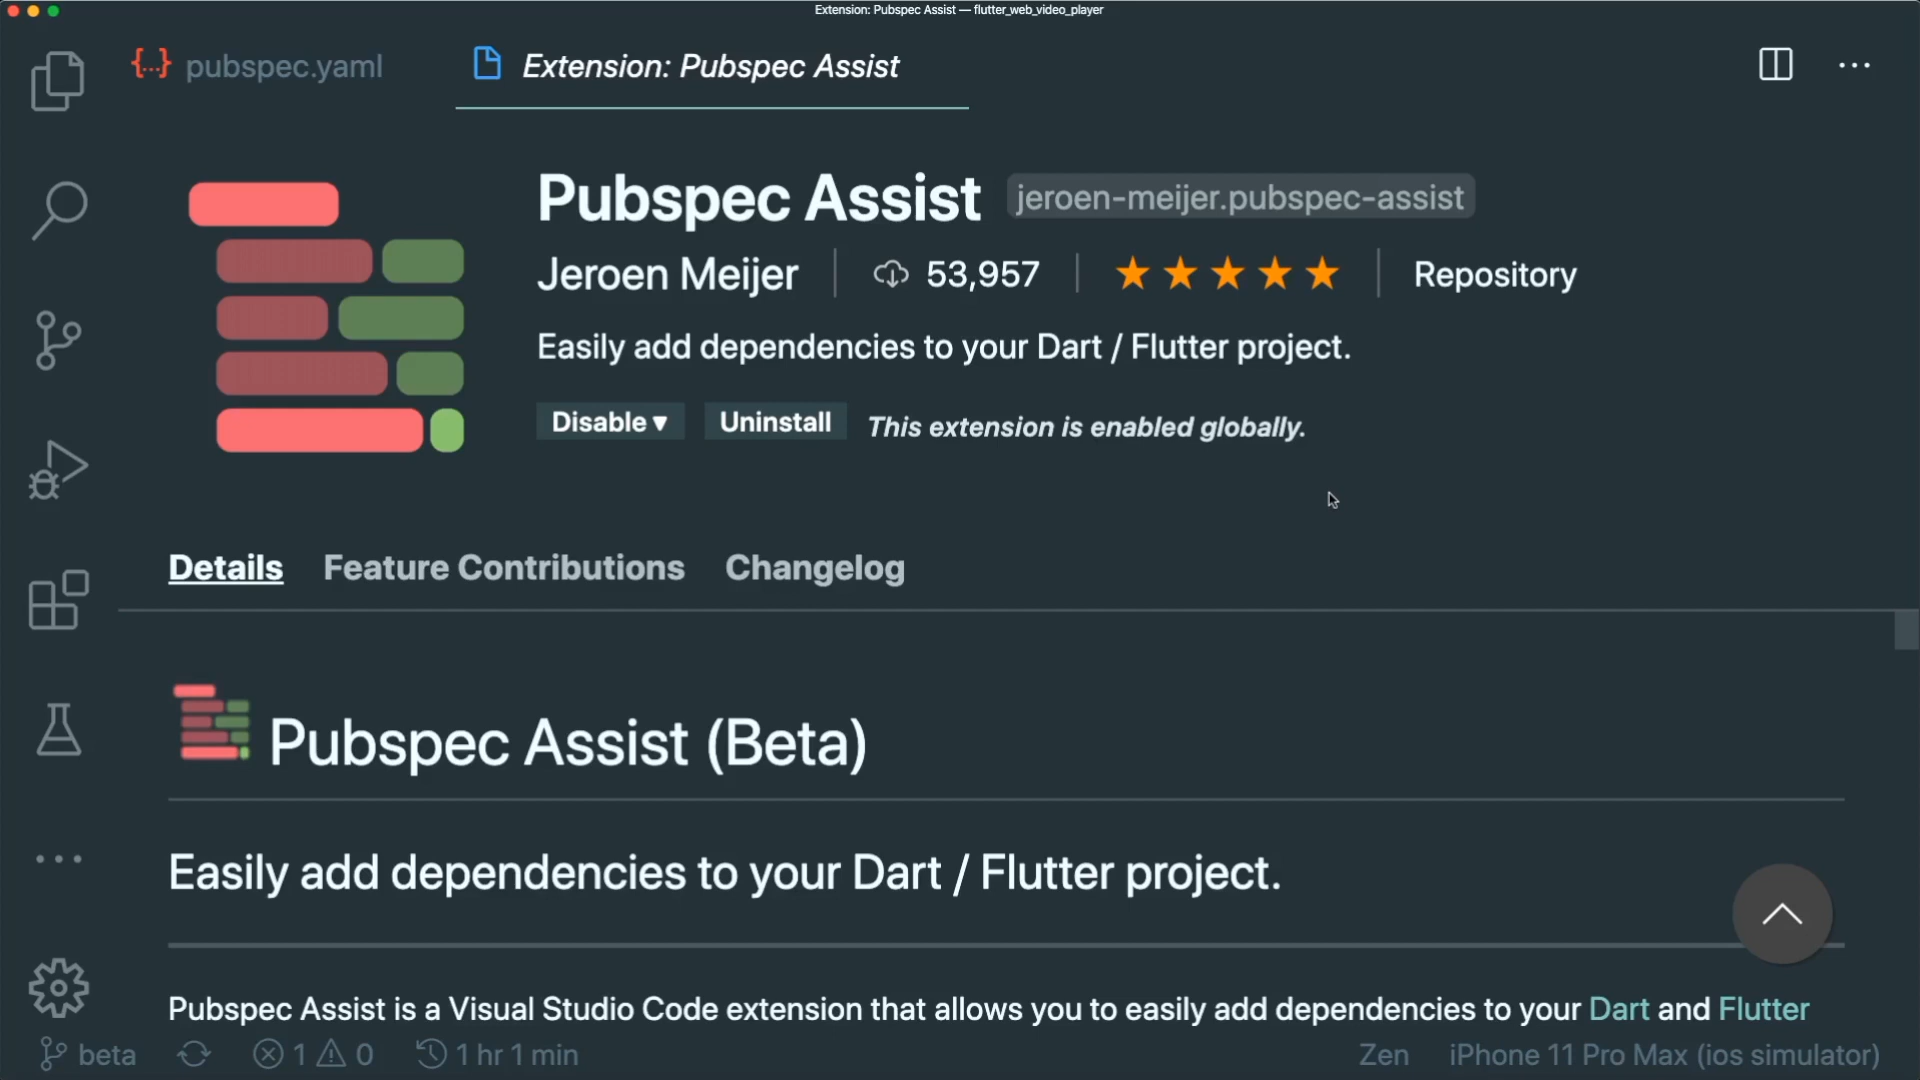 Extension: Pubspec Assist — flutter_web_video_player
{...} pubspec.yaml
Extension: Pubspec Assist
Pubspec Assist jeroen-meijer.pubspec-assist
Jeroen Meijer 53,957 Repository
Easily add dependencies to your Dart / Flutter project.
Disable ▾ Uninstall This extension is enabled globally.
Details Feature Contributions Changelog
Pubspec Assist (Beta)
Easily add dependencies to your Dart / Flutter project.
Pubspec Assist is a Visual Studio Code extension that allows you to easily add dependencies to your Dart and Flutter
beta 1 0 1 hr 1 min Zen iPhone 11 Pro Max (ios simulator)